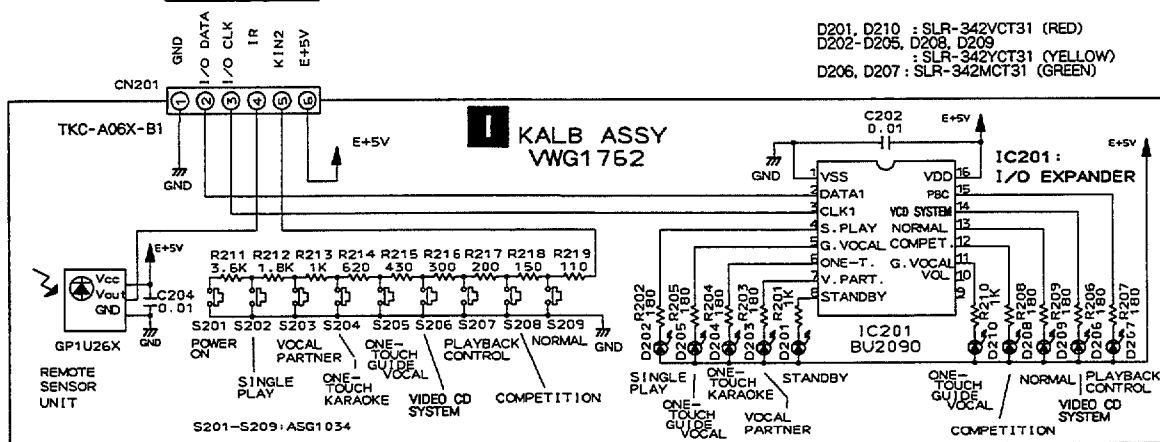 GND
I/O DATA
I/O CLK
IR
KIN2
E+5V
CN201
1 2 3 4 5 6
TKC-A06X-B1
GND
E+5V
I KALB ASSY
VWG1762
D201, D210 : SLR-342VCT31 (RED)
D202-D205, D208, D209
: SLR-342YCT31 (YELLOW)
D206, D207 : SLR-342MCT31 (GREEN)
C202
0.01
E+5V
E+5V
GND
IC201:
I/O EXPANDER
1 VSS
2 DATA1
3 CLK1
4 S.PLAY
5 G.VOCAL
6 ONE-T.
7 V.PART.
8 STANDBY
VDD 16
PBC 15
VCD SYSTEM 14
NORMAL 13
COMPET. 12
G.VOCAL 11
VOL 10
9
IC201
BU2090
E+5V
Vcc
Vout
GND
C204
0.01
GND
GP1U26X
REMOTE
SENSOR
UNIT
R211 R212 R213 R214 R215 R216 R217 R218 R219
3.6K 1.8K 1K 620 430 300 200 150 110
S201 S202 S203 S204 S205 S206 S207 S208 S209
GND
POWER
ON
SINGLE
PLAY
VOCAL
PARTNER
ONE-
TOUCH
KARAOKE
ONE-
TOUCH
GUIDE
VOCAL
VIDEO CD
SYSTEM
PLAYBACK
CONTROL
COMPETITION
NORMAL
S201-S209:ASG1034
R202 180
R205 180
R204 180
R203 180
R201 1K
D202
D205
D204
D203
D201
SINGLE
PLAY
ONE-
TOUCH
GUIDE
VOCAL
ONE-
TOUCH
KARAOKE
VOCAL
PARTNER
STANDBY
R210 1K
R208 180
R209 180
R206 180
R207 180
D210
D208
D209
D206
D207
ONE-
TOUCH
GUIDE
VOCAL
COMPETITION
NORMAL
VIDEO CD
SYSTEM
PLAYBACK
CONTROL